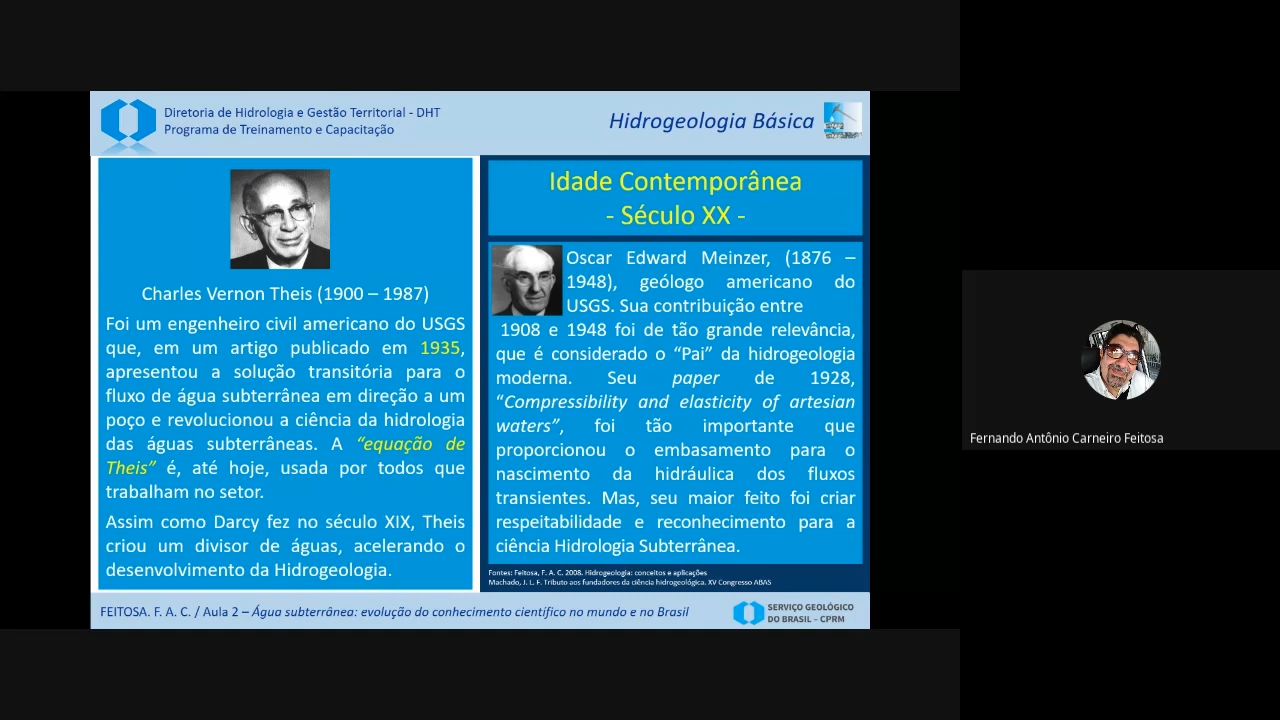 Diretoria de Hidrologia e Gestão Territorial - DHT
Programa de Treinamento e Capacitação
Hidrogeologia Básica
Charles Vernon Theis (1900 – 1987)
Foi um engenheiro civil americano do USGS
que, em um artigo publicado em 1935,
apresentou a solução transitória para o
fluxo de água subterrânea em direção a um
poço e revolucionou a ciência da hidrologia
das águas subterrâneas. A “equação de
Theis” é, até hoje, usada por todos que
trabalham no setor.
Assim como Darcy fez no século XIX, Theis
criou um divisor de águas, acelerando o
desenvolvimento da Hidrogeologia.
Idade Contemporânea
- Século XX -
Oscar Edward Meinzer, (1876 –
1948), geólogo americano do
USGS. Sua contribuição entre
1908 e 1948 foi de tão grande relevância,
que é considerado o “Pai” da hidrogeologia
moderna. Seu paper de 1928,
“Compressibility and elasticity of artesian
waters”, foi tão importante que
proporcionou o embasamento para o
nascimento da hidráulica dos fluxos
transientes. Mas, seu maior feito foi criar
respeitabilidade e reconhecimento para a
ciência Hidrologia Subterrânea.
Fontes: Feitosa, F. A. C. 2008. Hidrogeologia: conceitos e aplicações
Machado, J. L. F. Tributo aos fundadores da ciência hidrogeológica. XV Congresso ABAS
FEITOSA. F. A. C. / Aula 2 – Água subterrânea: evolução do conhecimento científico no mundo e no Brasil
SERVIÇO GEOLÓGICO
DO BRASIL – CPRM
Fernando Antônio Carneiro Feitosa